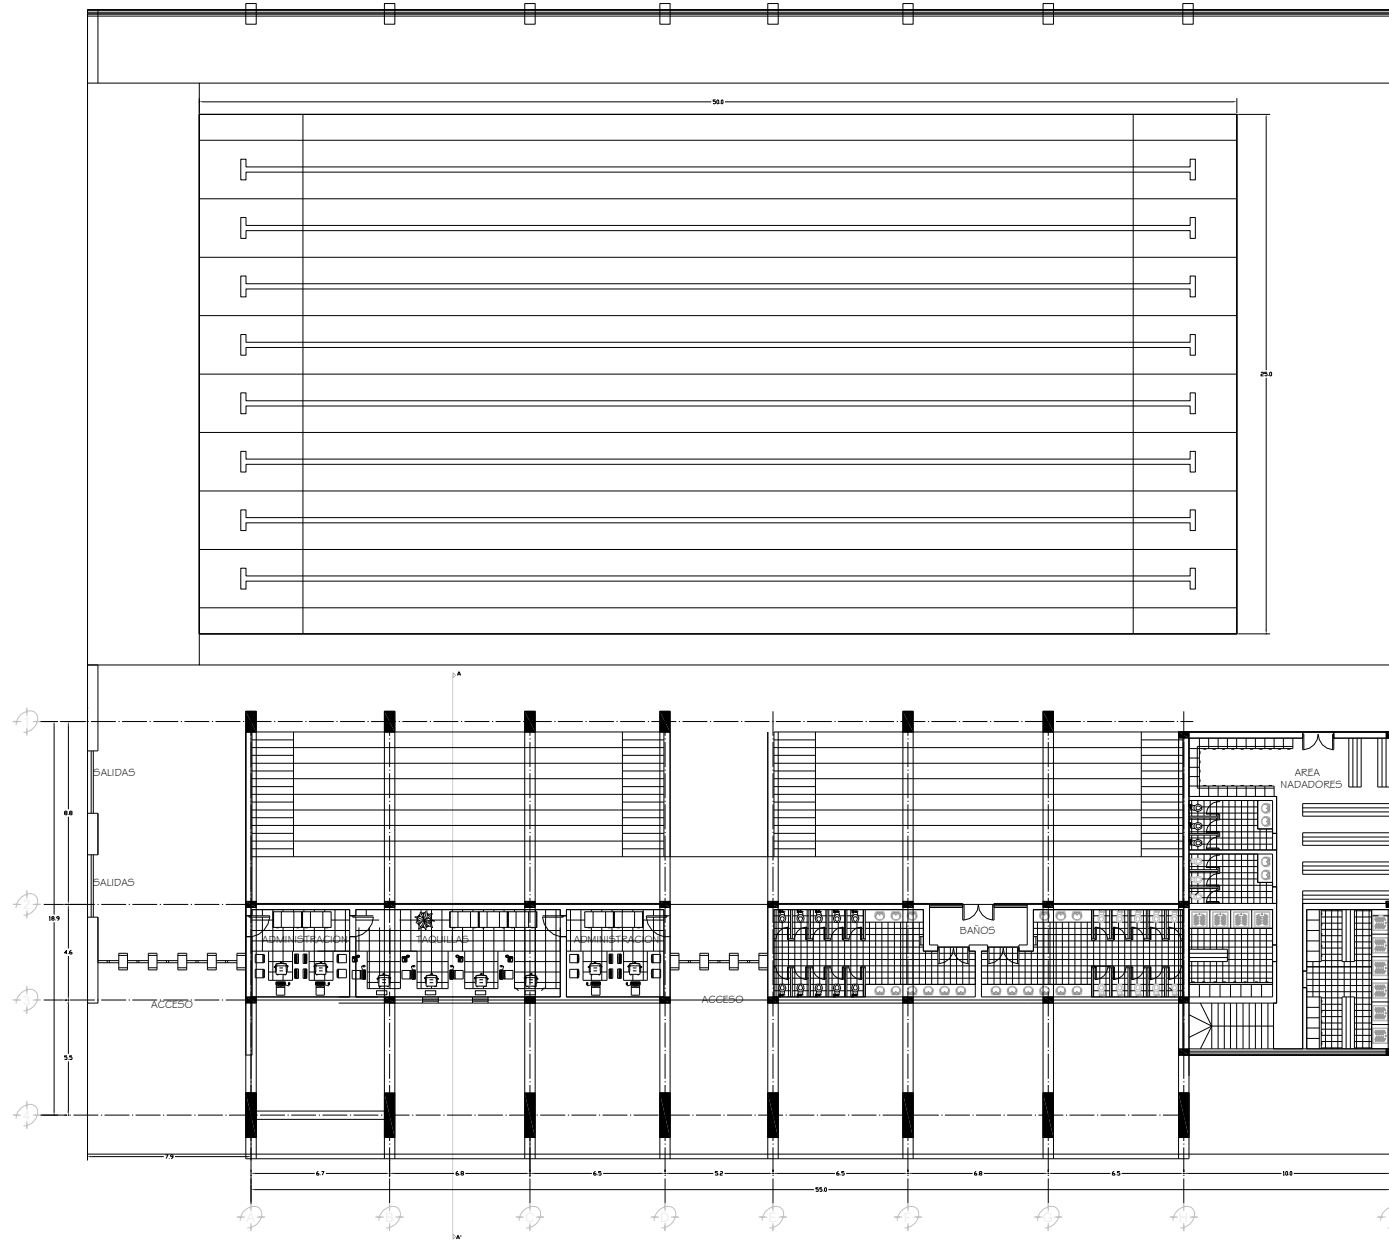 50.0
25.0
A
SALIDAS
AREA
NADADORES
8.8
SALIDAS
18.9
ADMINISTRACION
TAQUILLAS
ADMINISTRACION
BAÑOS
4.6
ACCESO
ACCESO
5.5
7.9
6.7
6.8
6.5
5.2
6.5
6.8
6.5
10.0
55.0
A'